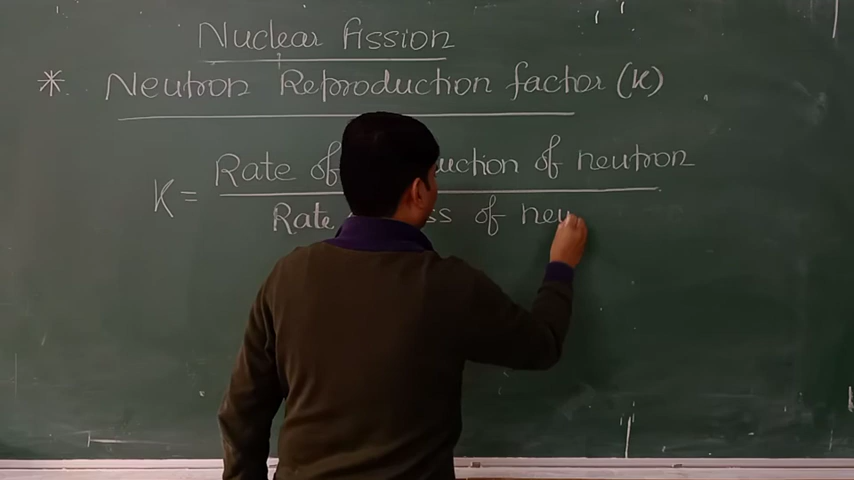 Nuclear Fission
* Neutron Reproduction factor (K)
Rate of uction of neutron
K =
Rate ss of neu